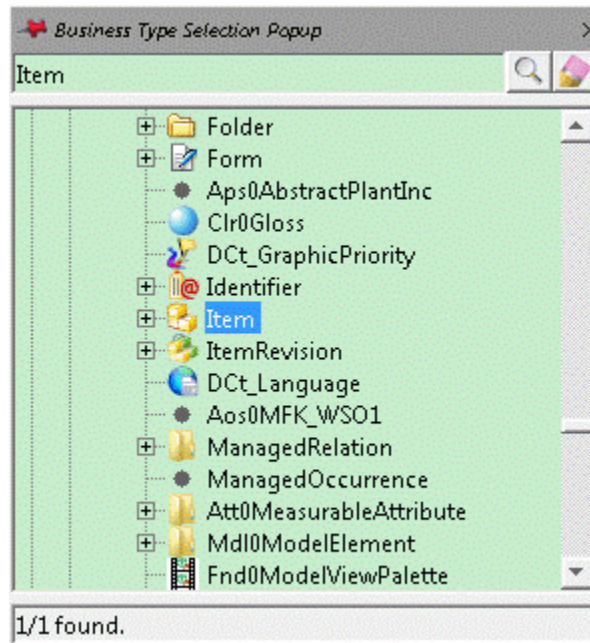 Business Type Selection Popup
Item
Folder
Form
Aps0AbstractPlantInc
Clr0Gloss
DCt_GraphicPriority
Identifier
Item
ItemRevision
DCt_Language
Aos0MFK_WSO1
ManagedRelation
ManagedOccurrence
Att0MeasurableAttribute
Mdl0ModelElement
Fnd0ModelViewPalette
1/1 found.